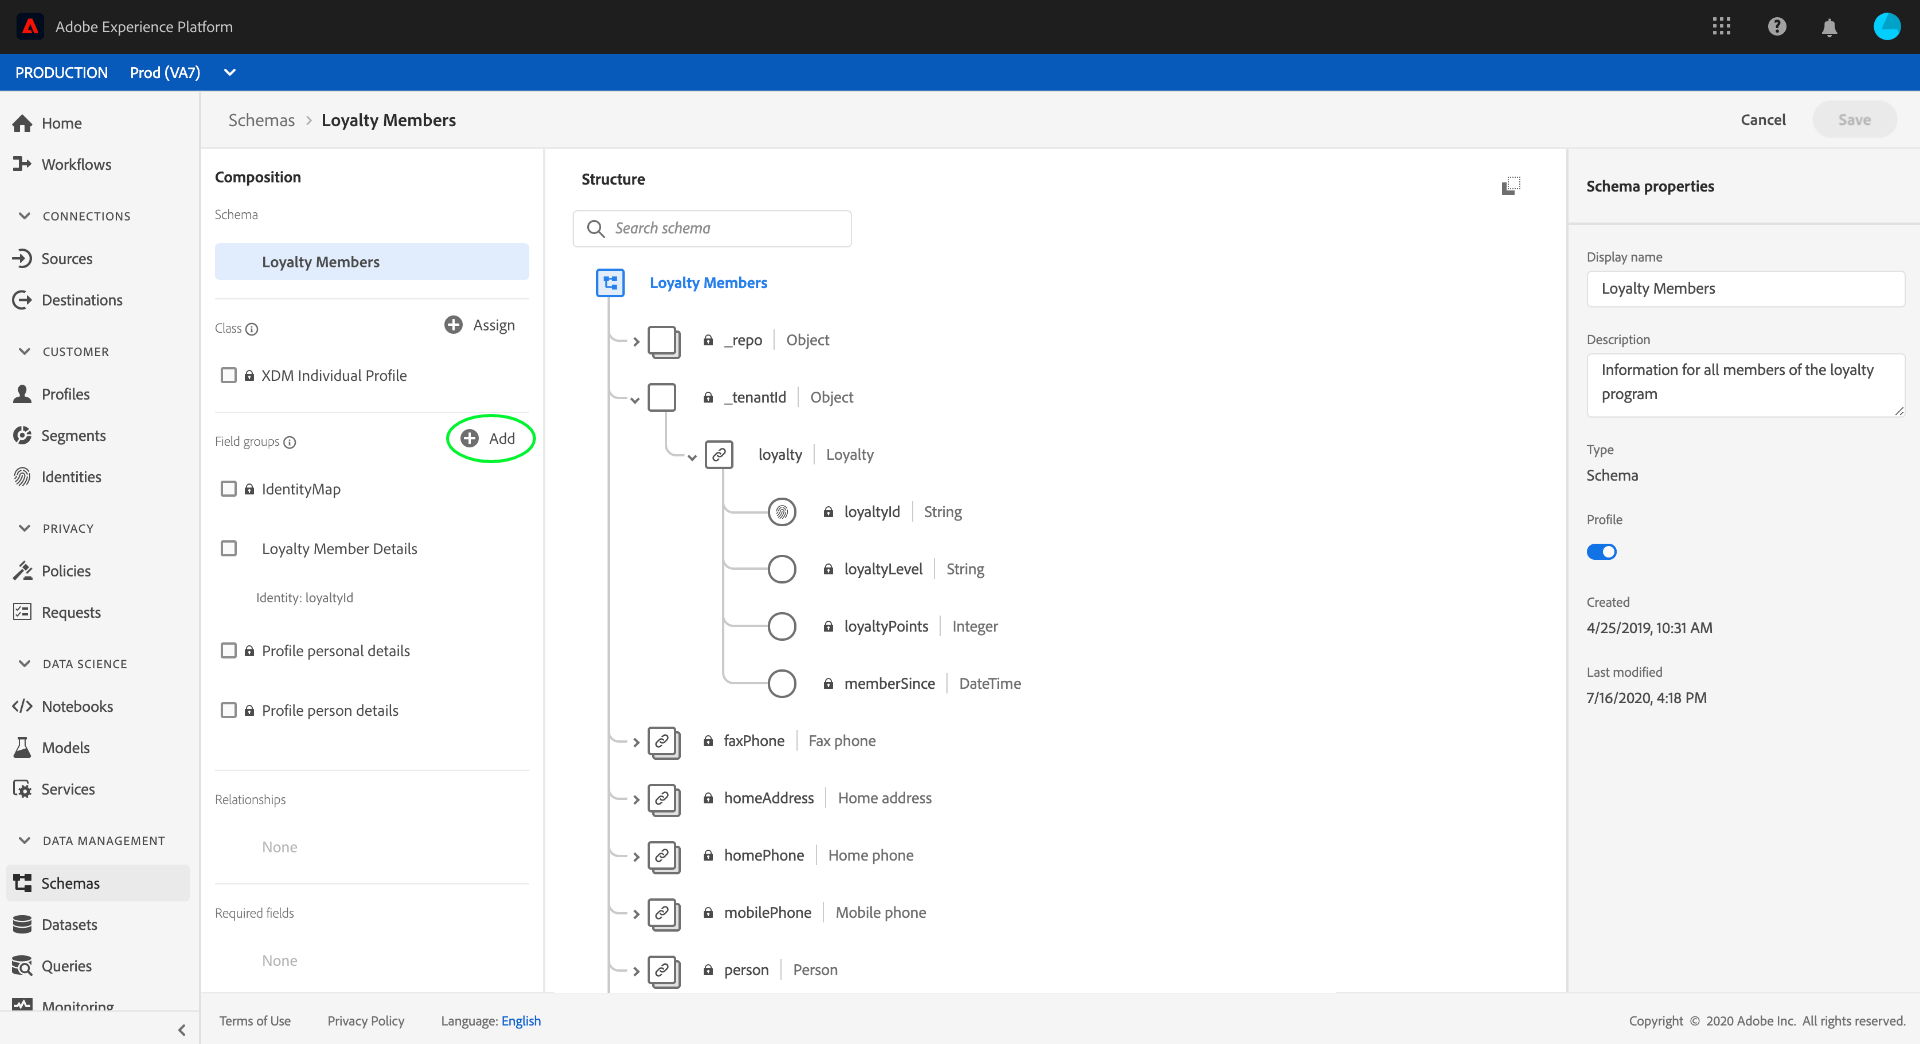 Adobe Experience Platform
PRODUCTION Prod (VA7)
Home
Workflows
CONNECTIONS
Sources
Destinations
CUSTOMER
Profiles
Segments
Identities
PRIVACY
Policies
Requests
DATA SCIENCE
Notebooks
Models
Services
DATA MANAGEMENT
Schemas
Datasets
Queries
Monitoring
Schemas > Loyalty Members
Cancel
Save
Composition
Schema
Loyalty Members
Class
Assign
XDM Individual Profile
Field groups
Add
IdentityMap
Loyalty Member Details
Identity: loyaltyId
Profile personal details
Profile person details
Relationships
None
Required fields
None
Structure
Search schema
Loyalty Members
_repo | Object
_tenantId | Object
loyalty | Loyalty
loyaltyId | String
loyaltyLevel | String
loyaltyPoints | Integer
memberSince | DateTime
faxPhone | Fax phone
homeAddress | Home address
homePhone | Home phone
mobilePhone | Mobile phone
person | Person
Schema properties
Display name
Loyalty Members
Description
Information for all members of the loyalty
program
Type
Schema
Profile
Created
4/25/2019, 10:31 AM
Last modified
7/16/2020, 4:18 PM
Terms of Use Privacy Policy Language: English
Copyright © 2020 Adobe Inc. All rights reserved.